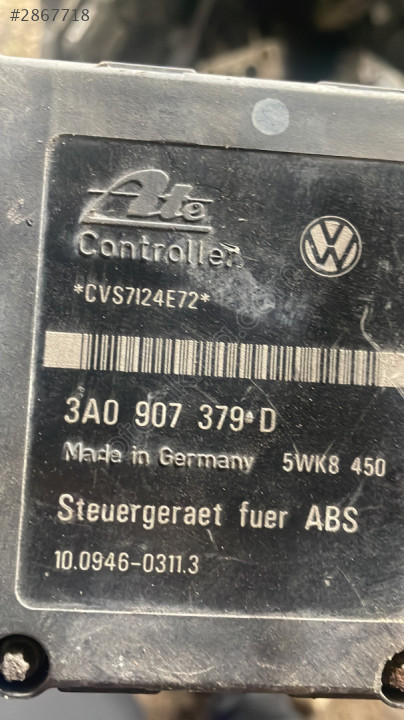 #2867718
Ate
Controller
VW
*CVS7I24E72*
3A0 907 379 D
Made in Germany 5WK8 450
Steuergeraet fuer ABS
10.0946-0311.3